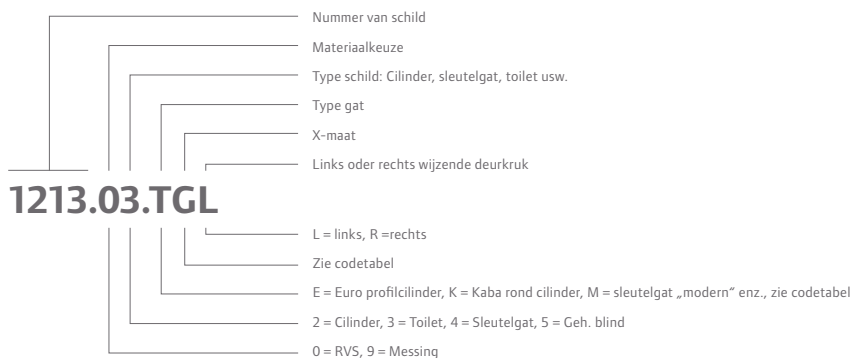 Nummer van schild
Materiaalkeuze
Type schild: Cilinder, sleutelgat, toilet usw.
Type gat
X-maat
Links oder rechts wijzende deurkruk
1213.03.TGL
L = links, R =rechts
Zie codetabel
E = Euro profilcilinder, K = Kaba rond cilinder, M = sleutelgat „modern“ enz., zie codetabel
2 = Cilinder, 3 = Toilet, 4 = Sleutelgat, 5 = Geh. blind
0 = RVS, 9 = Messing